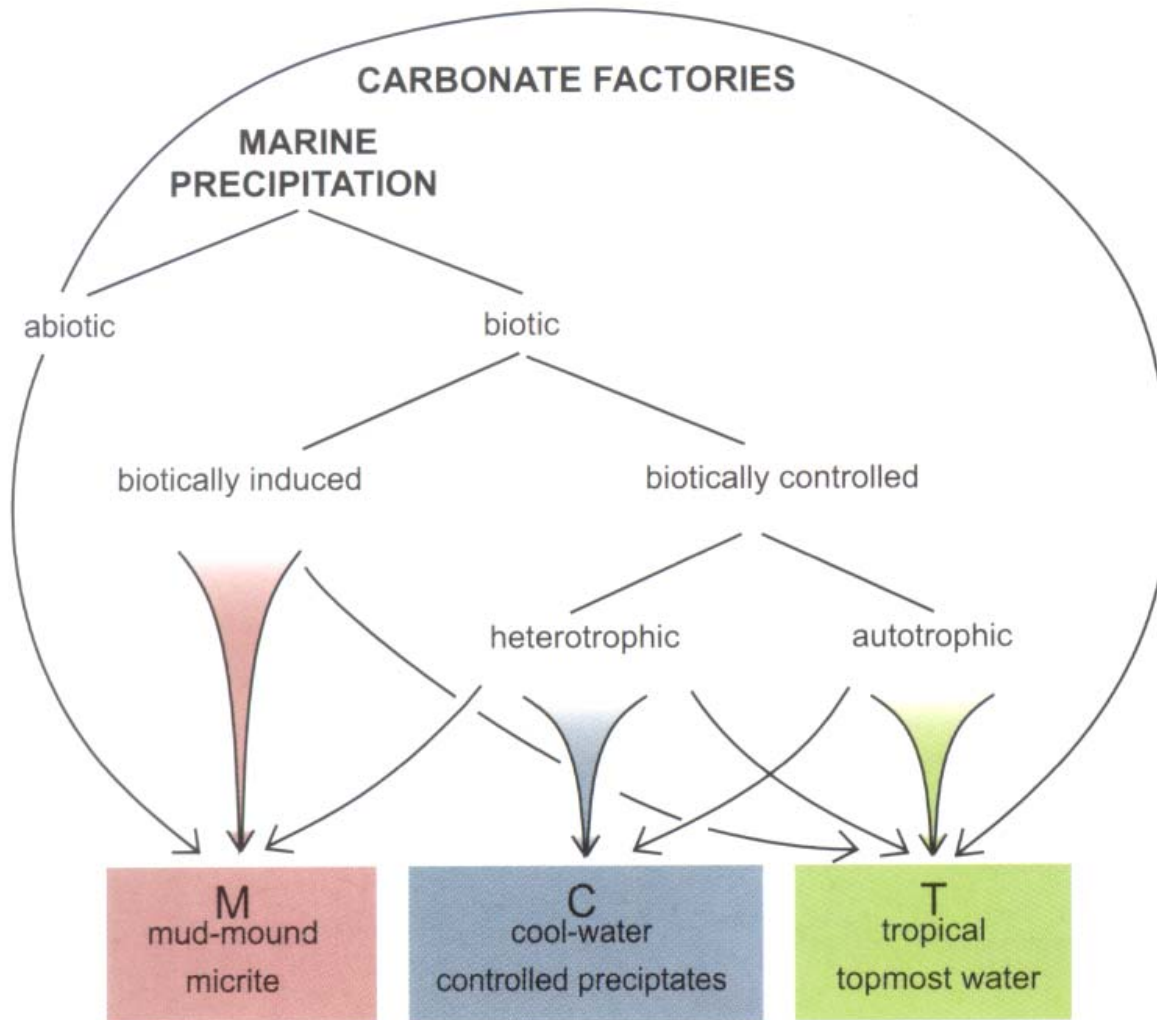 CARBONATE FACTORIES
MARINE
PRECIPITATION
abiotic
biotic
biotically induced
biotically controlled
heterotrophic
autotrophic
M
mud-mound
micrite
C
cool-water
controlled preciptates
T
tropical
topmost water